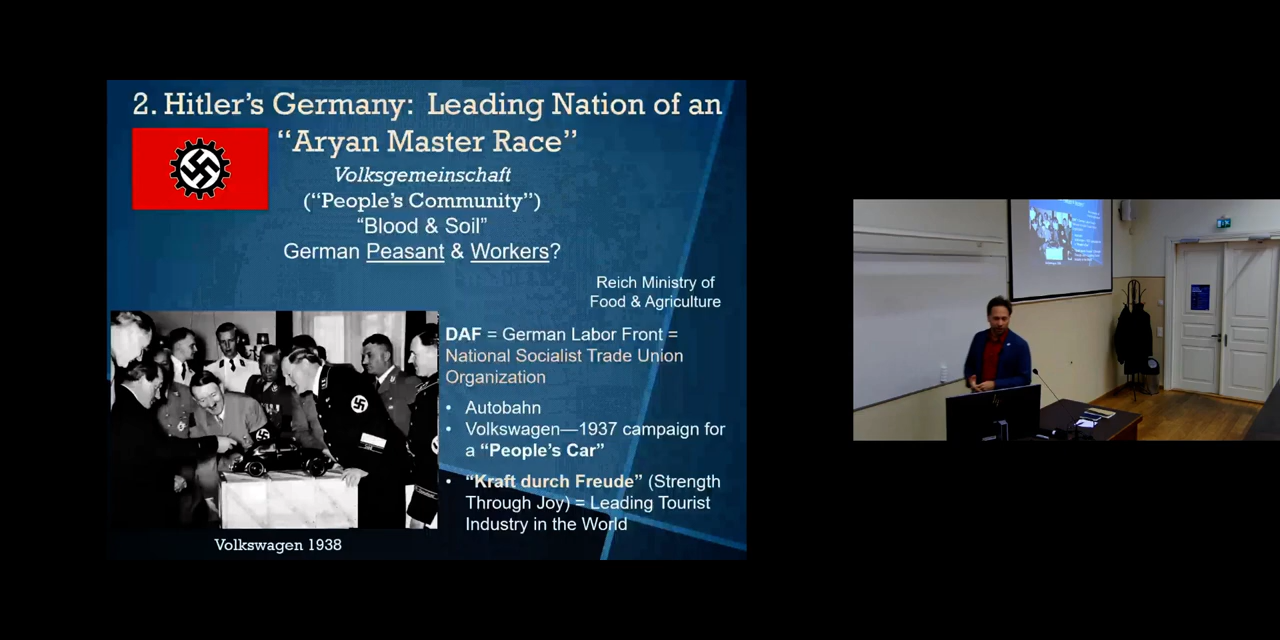 2. Hitler's Germany: Leading Nation of an
“Aryan Master Race”
Volksgemeinschaft
(“People's Community”)
“Blood & Soil”
German Peasant & Workers?
Reich Ministry of
Food & Agriculture
DAF = German Labor Front =
National Socialist Trade Union
Organization
• Autobahn
• Volkswagen—1937 campaign for
a “People's Car”
• “Kraft durch Freude” (Strength
Through Joy) = Leading Tourist
Industry in the World
Volkswagen 1938